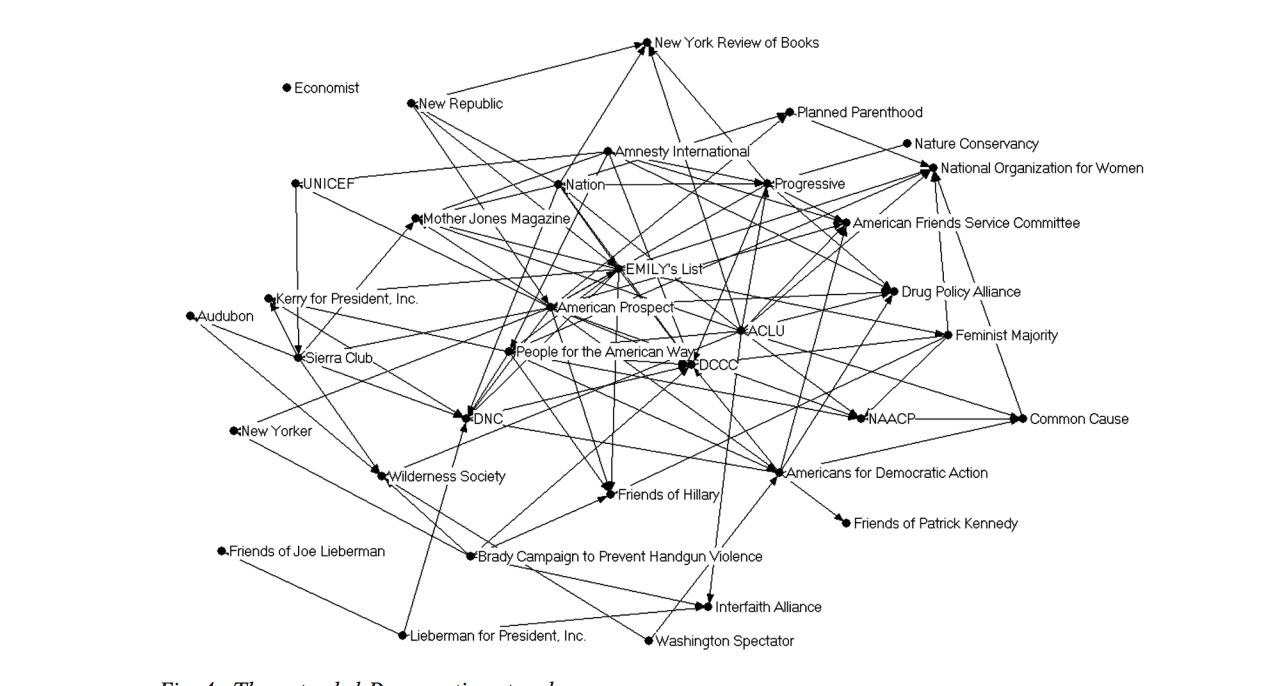 New York Review of Books
Economist
New Republic
Planned Parenthood
Nature Conservancy
Amnesty International
National Organization for Women
UNICEF
Nation
Progressive
Mother Jones Magazine
American Friends Service Committee
EMILY's List
Drug Policy Alliance
Kerry for President, Inc.
American Prospect
Audubon
ACLU
Feminist Majority
People for the American Way
Sierra Club
DCCC
DNC
NAACP
Common Cause
New Yorker
Wilderness Society
Americans for Democratic Action
Friends of Hillary
Friends of Patrick Kennedy
Friends of Joe Lieberman
Brady Campaign to Prevent Handgun Violence
Interfaith Alliance
Lieberman for President, Inc.
Washington Spectator